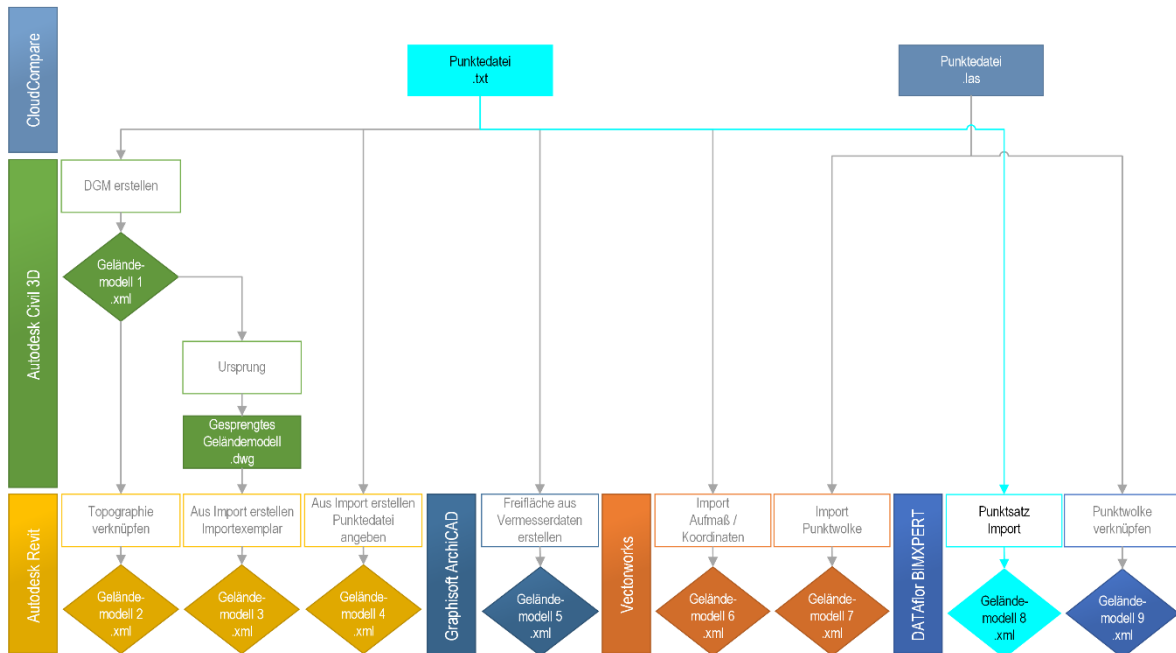 CloudCompare
Punktedatei
.txt
Punktedatei
.las
Autodesk Civil 3D
DGM erstellen
Gelände-
modell 1
.xml
Ursprung
Gesprengtes
Geländemodell
.dwg
Autodesk Revit
Topographie
verknüpfen
Aus Import erstellen
Importexemplar
Aus Import erstellen
Punktedatei
angeben
Gelände-
modell 2
.xml
Gelände-
modell 3
.xml
Gelände-
modell 4
.xml
Graphisoft ArchiCAD
Freifläche aus
Vermesserdaten
erstellen
Gelände-
modell 5
.xml
Vectorworks
Import
Aufmaß /
Koordinaten
Import
Punktwolke
Gelände-
modell 6
.xml
Gelände-
modell 7
.xml
DATAflor BIMXPERT
Punktsatz
Import
Punktwolke
verknüpfen
Gelände-
modell 8
.xml
Gelände-
modell 9
.xml